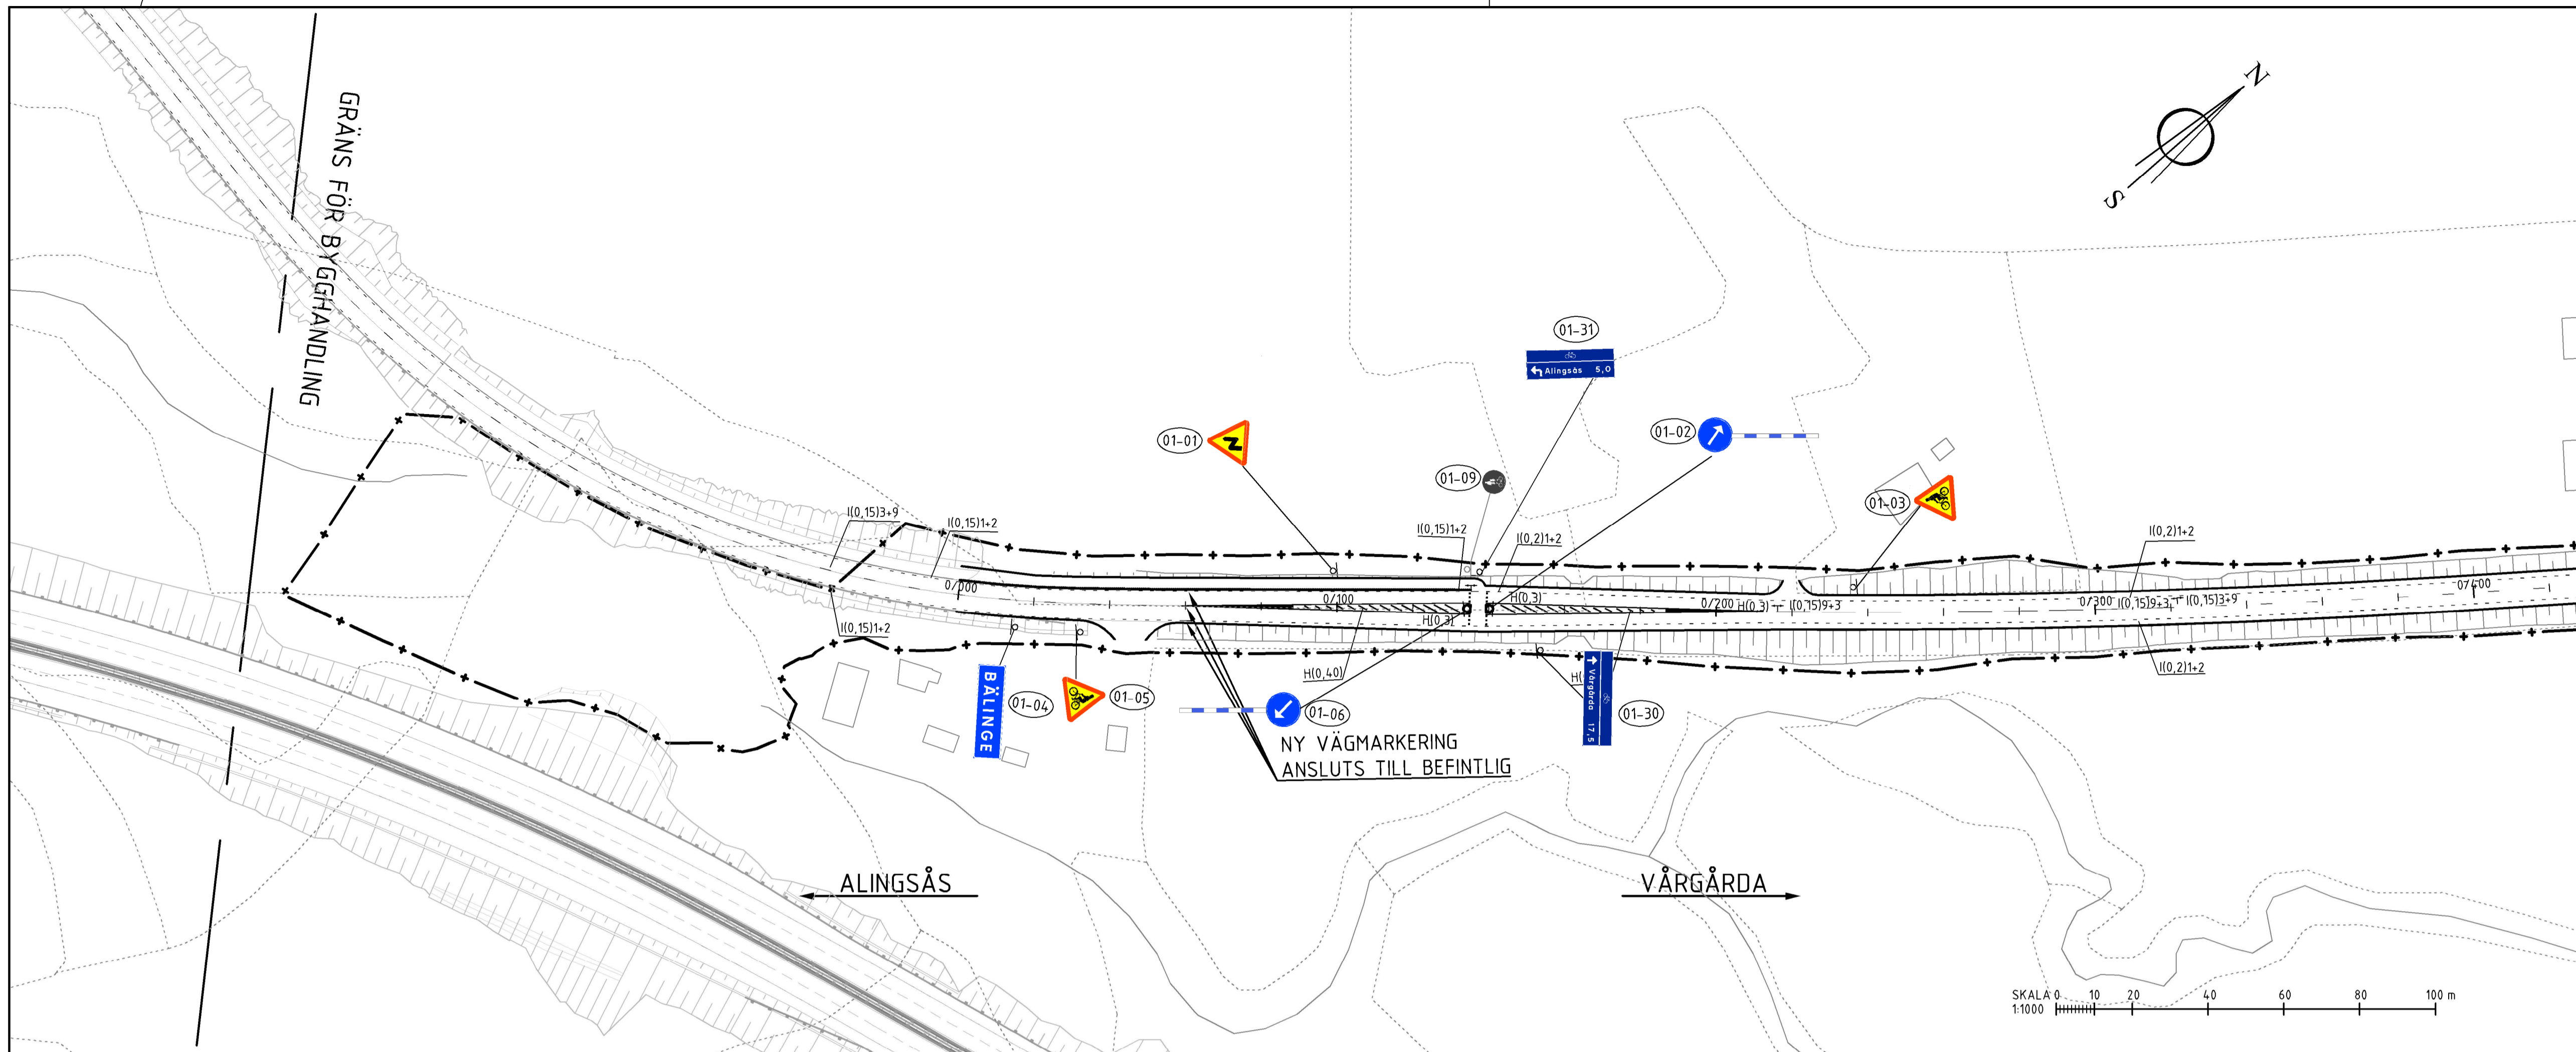 GRÄNS FÖR BYGGHANDLING
N
S
01-31
Alingsås 5,0
01-01
01-02
01-09
01-03
I(0,15)3+9
I(0,15)1+2
I(0,15)1+2
I(0,2)1+2
I(0,2)1+2
0/000
0/100
H(0,3)
0/200
H(0,3)
I(0,15)9+3
0/300
I(0,15)9+3
I(0,15)3+9
0/400
I(0,15)1+2
H(0,3)
H(0,40)
I(0,2)1+2
BÄLINGE
01-04
01-05
01-06
Vårgårda 17,5
01-30
NY VÄGMARKERING
ANSLUTS TILL BEFINTLIG
ALINGSÅS
VÅRGÅRDA
SKALA 0 10 20 40 60 80 100 m
1:1000